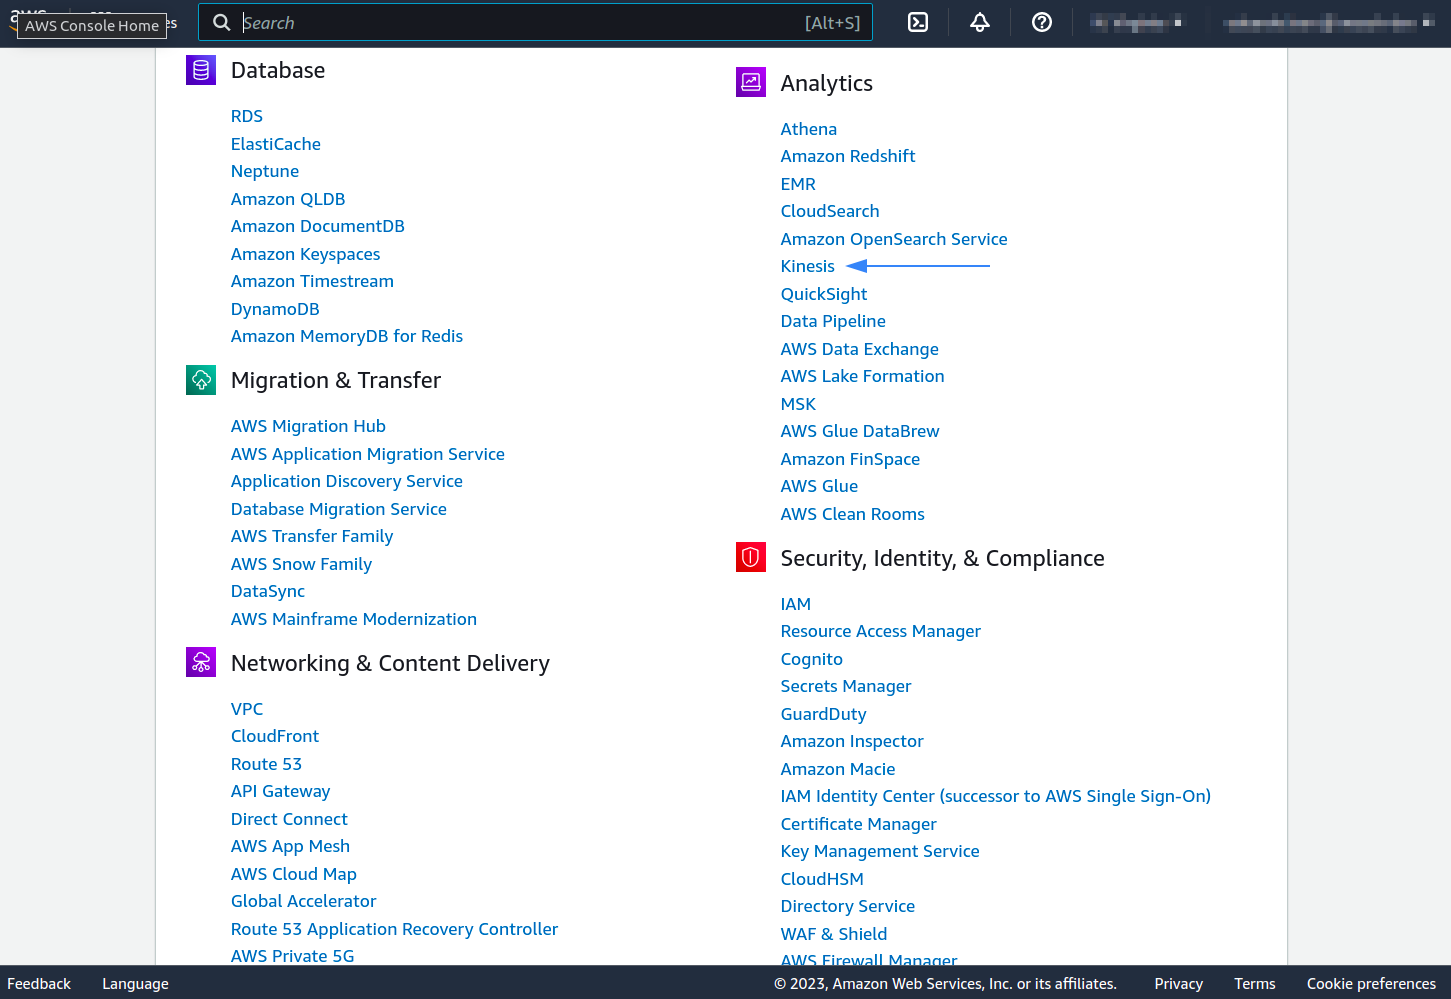 aws
AWS Console Home
Search
[Alt+S]
Database
RDS
ElastiCache
Neptune
Amazon QLDB
Amazon DocumentDB
Amazon Keyspaces
Amazon Timestream
DynamoDB
Amazon MemoryDB for Redis
Migration & Transfer
AWS Migration Hub
AWS Application Migration Service
Application Discovery Service
Database Migration Service
AWS Transfer Family
AWS Snow Family
DataSync
AWS Mainframe Modernization
Networking & Content Delivery
VPC
CloudFront
Route 53
API Gateway
Direct Connect
AWS App Mesh
AWS Cloud Map
Global Accelerator
Route 53 Application Recovery Controller
AWS Private 5G
Analytics
Athena
Amazon Redshift
EMR
CloudSearch
Amazon OpenSearch Service
Kinesis
QuickSight
Data Pipeline
AWS Data Exchange
AWS Lake Formation
MSK
AWS Glue DataBrew
Amazon FinSpace
AWS Glue
AWS Clean Rooms
Security, Identity, & Compliance
IAM
Resource Access Manager
Cognito
Secrets Manager
GuardDuty
Amazon Inspector
Amazon Macie
IAM Identity Center (successor to AWS Single Sign-On)
Certificate Manager
Key Management Service
CloudHSM
Directory Service
WAF & Shield
AWS Firewall Manager
Feedback
Language
© 2023, Amazon Web Services, Inc. or its affiliates.
Privacy
Terms
Cookie preferences